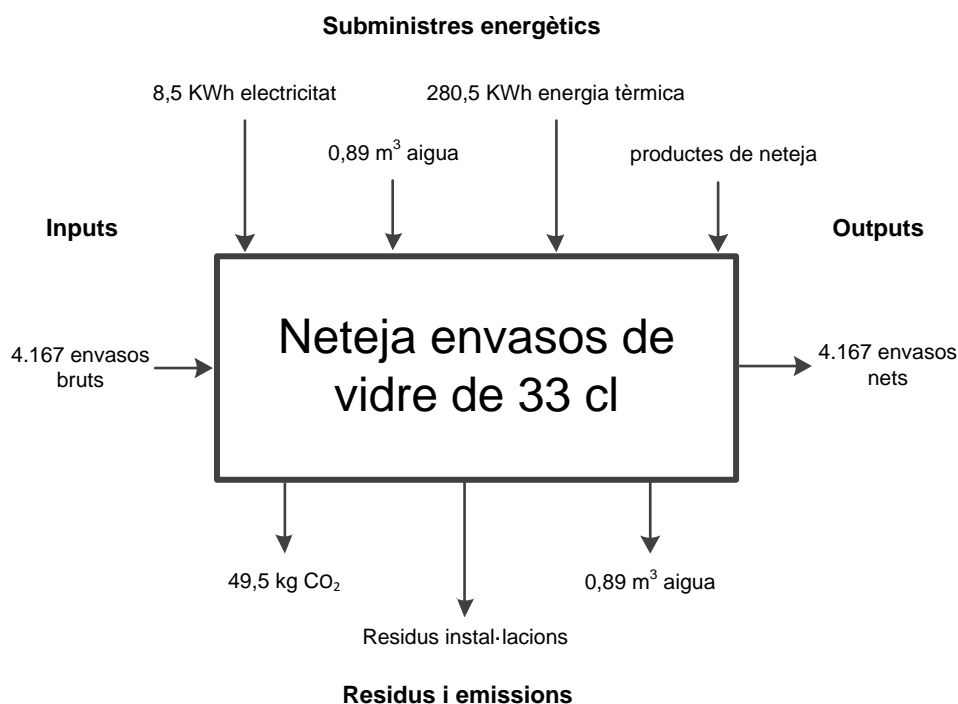 Subministres energètics
8,5 KWh electricitat
280,5 KWh energia tèrmica
0,89 m³ aigua
productes de neteja
Inputs
Outputs
Neteja envasos de
vidre de 33 cl
4.167 envasos
bruts
4.167 envasos
nets
49,5 kg CO₂
0,89 m³ aigua
Residus instal·lacions
Residus i emissions